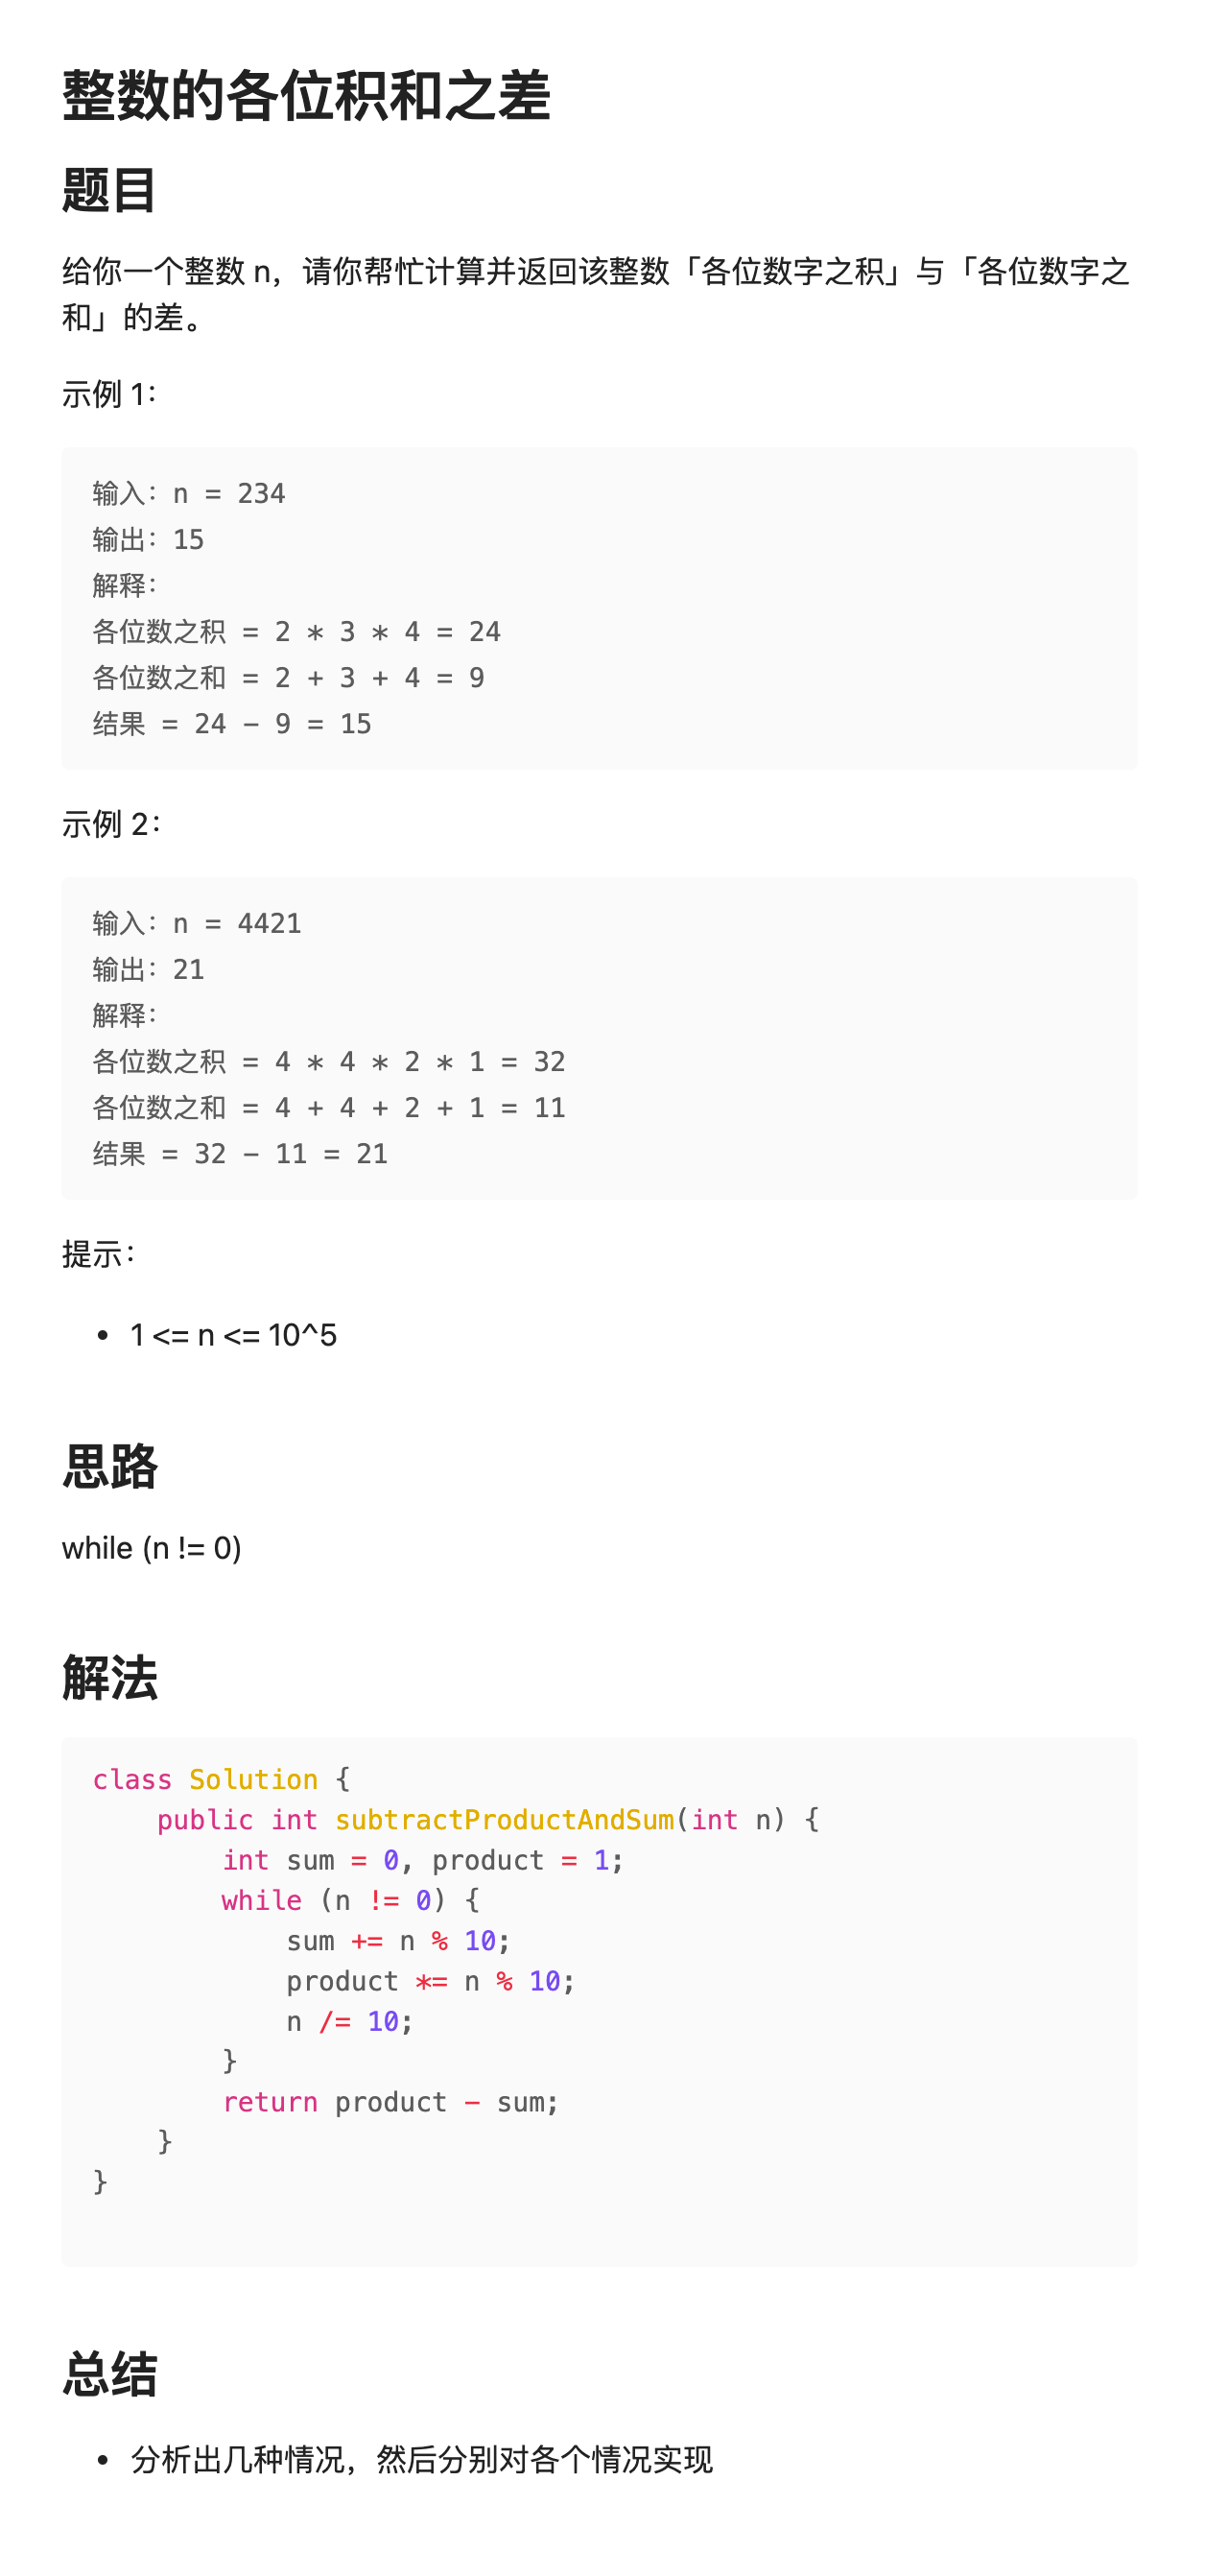 整数的各位积和之差
题目
给你一个整数 n，请你帮忙计算并返回该整数「各位数字之积」与「各位数字之
和」的差。
示例 1：
输入：n = 234
输出：15
解释：
各位数之积 = 2 * 3 * 4 = 24
各位数之和 = 2 + 3 + 4 = 9
结果 = 24 - 9 = 15
示例 2：
输入：n = 4421
输出：21
解释：
各位数之积 = 4 * 4 * 2 * 1 = 32
各位数之和 = 4 + 4 + 2 + 1 = 11
结果 = 32 - 11 = 21
提示：
• 1 <= n <= 10^5
思路
while (n != 0)
解法
class Solution {
    public int subtractProductAndSum(int n) {
        int sum = 0, product = 1;
        while (n != 0) {
            sum += n % 10;
            product *= n % 10;
            n /= 10;
        }
        return product - sum;
    }
}
总结
• 分析出几种情况，然后分别对各个情况实现